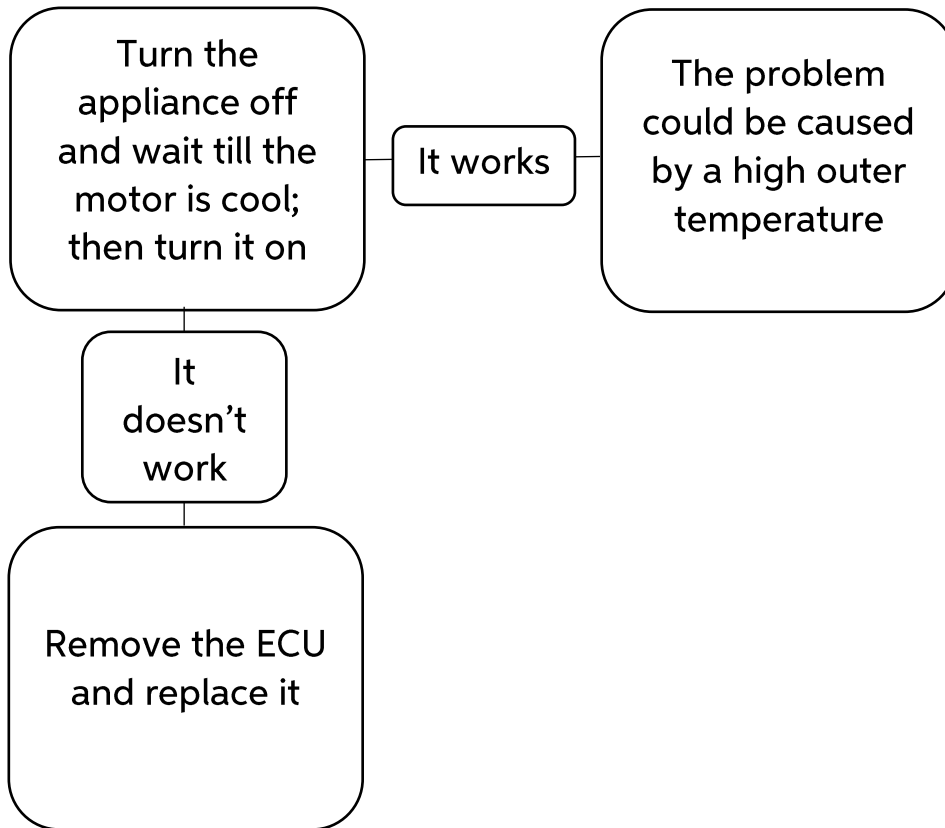 Turn the
appliance off
and wait till the
motor is cool;
then turn it on
It works
The problem
could be caused
by a high outer
temperature
It
doesn’t
work
Remove the ECU
and replace it